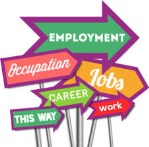 EMPLOYMENT
Occupation
Jobs
CAREER
work
THIS WAY